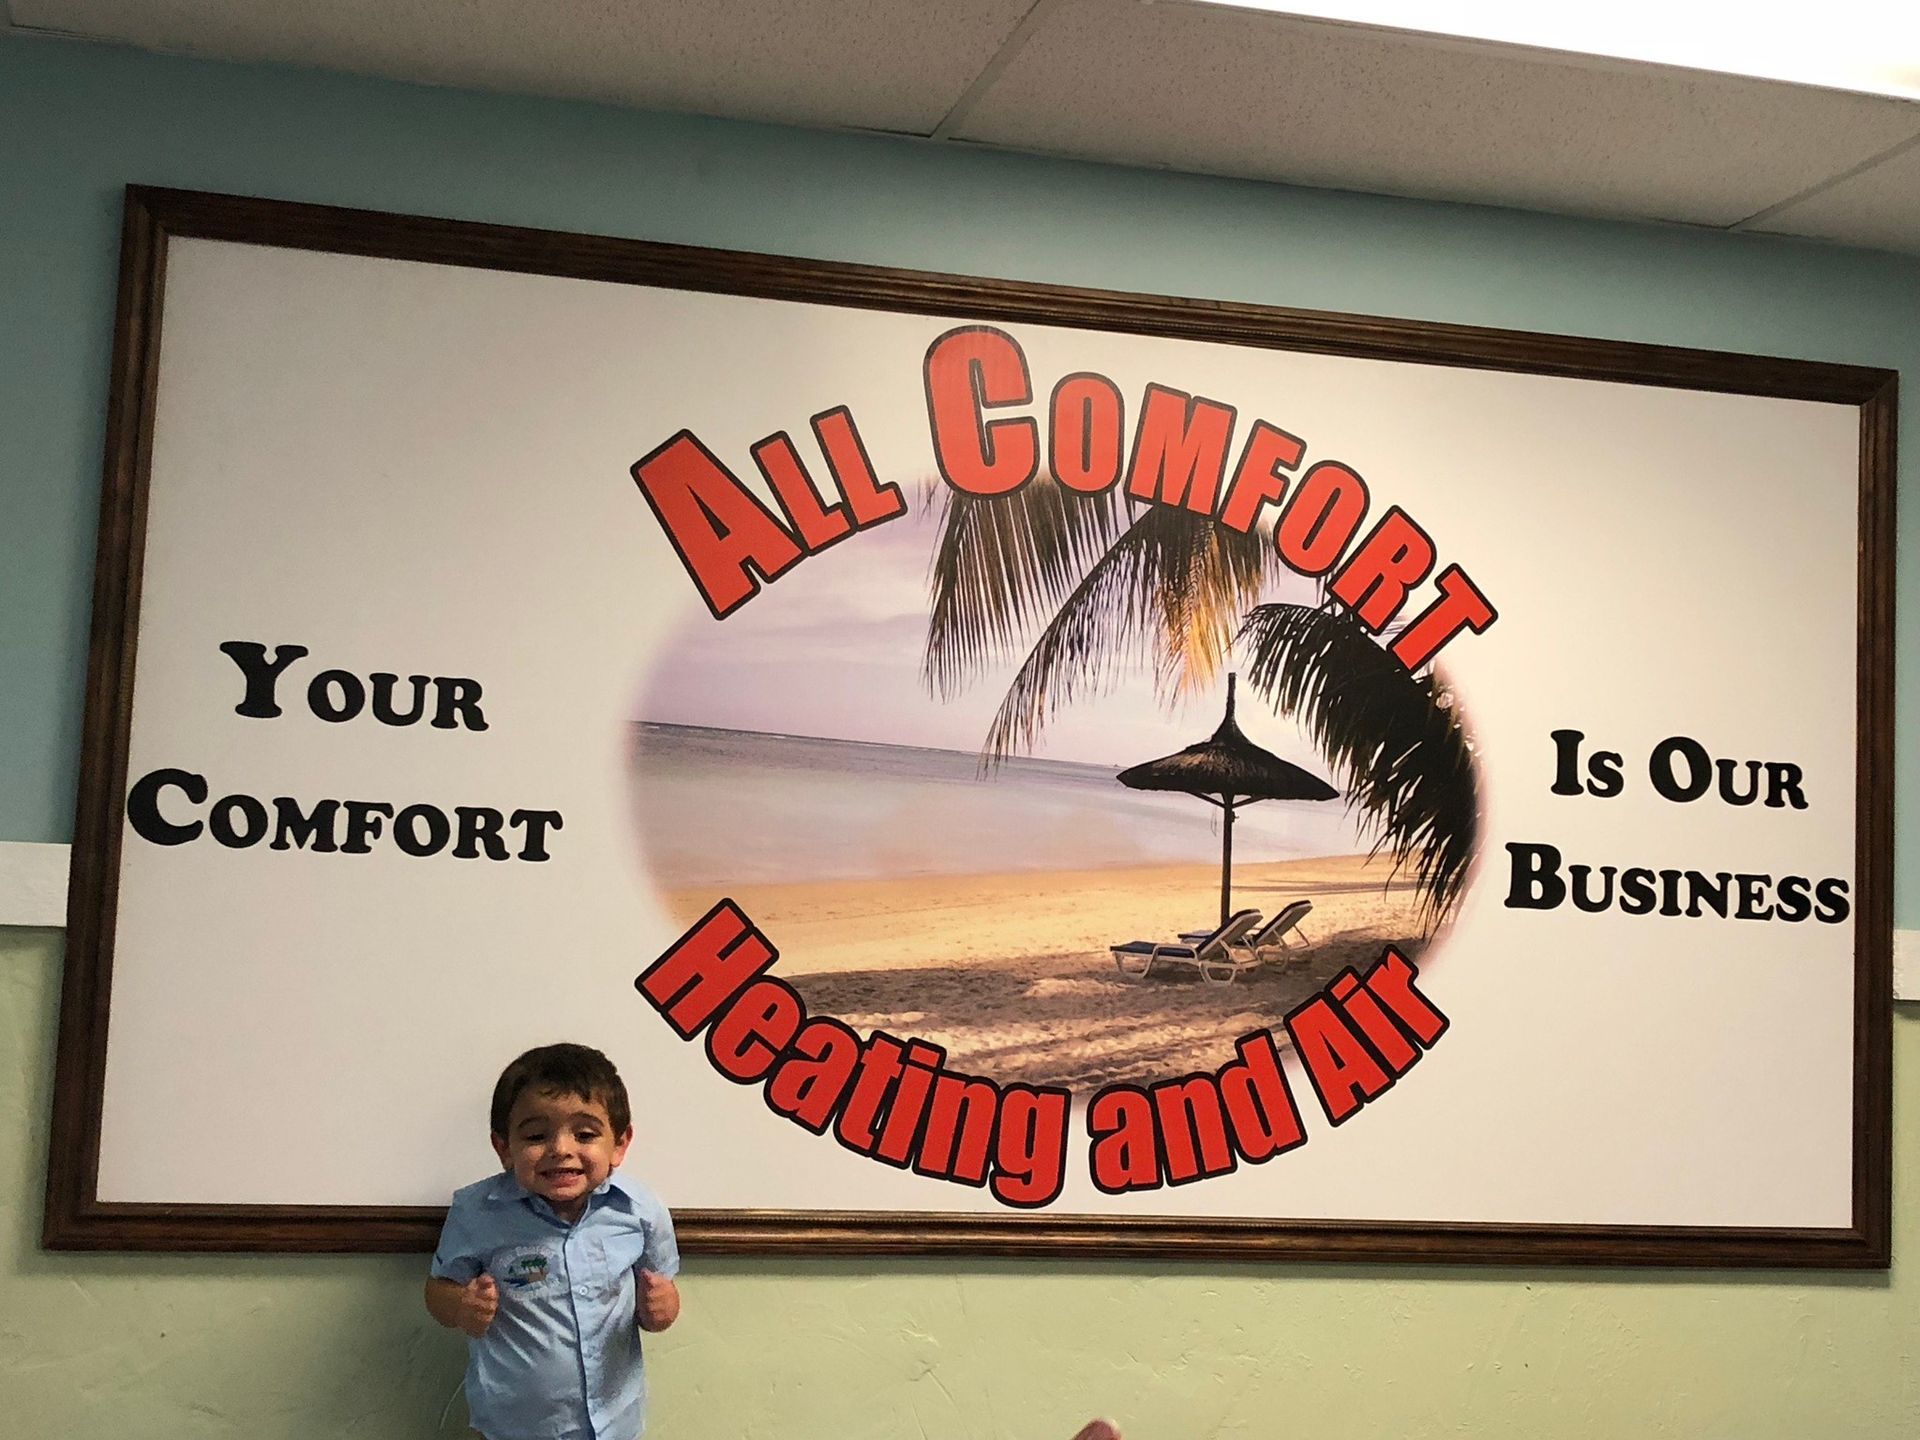 Your
Comfort
All Comfort
Heating and Air
Is Our
Business